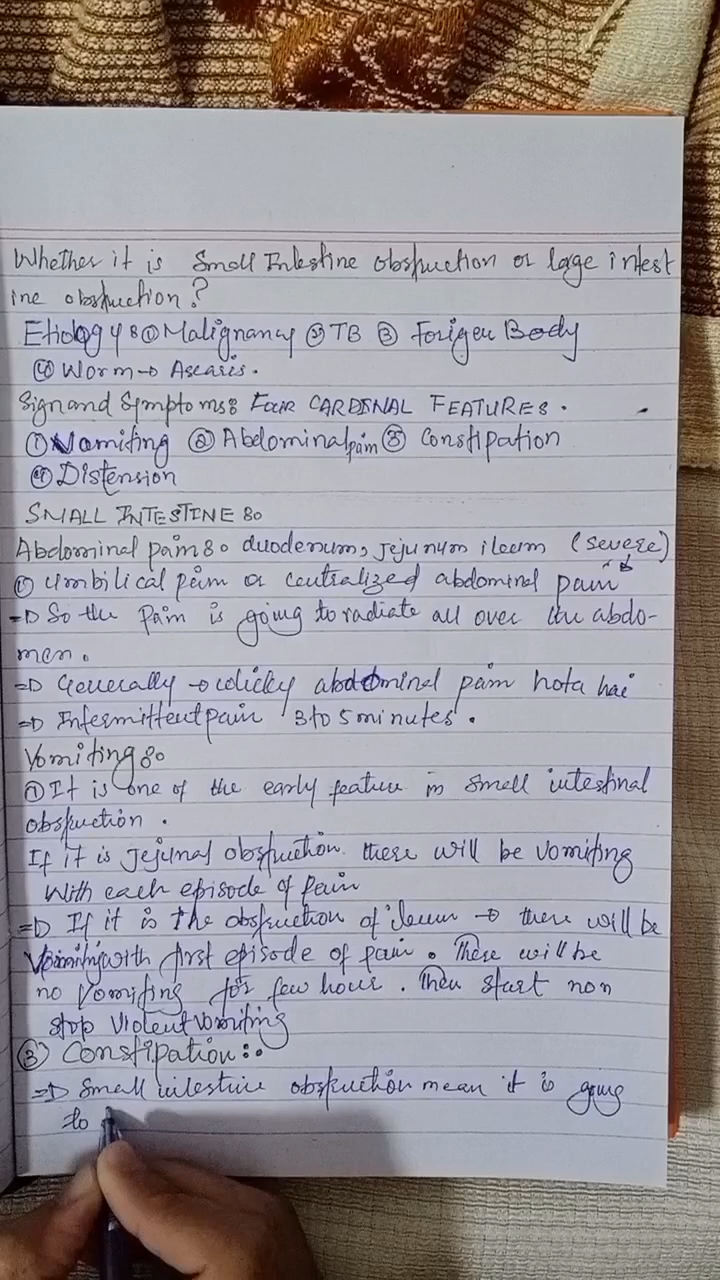 Whether it is Small Intestine obstruction or large intest
ine obstruction?
Etiology: ① Malignancy ② TB ③ Forigeu Body
④ Worm → Ascaris.
Sign and Symptoms: FOUR CARDINAL FEATURES.
① Vomiting ② Abdominal pain ③ Constipation
④ Distension
SMALL INTESTINE :
Abdominal pain: duodenum, jejunum ileum (severe)
① Umbilical pain or centralized abdominal pain
⇒ So the pain is going to radiate all over the abdo-
men.
⇒ Generally → colicky abdominal pain hota hai
⇒ Intermittent pain 3 to 5 minutes.
Vomiting:
① It is one of the early feature in small intestinal
obstruction.
If it is Jejunal obstruction there will be vomiting
with each episode of pain
⇒ If it is the obstruction of ileum → there will be
Vomiting with first episode of pain. There will be
no Vomiting for few hour. Then start non
stop Violent Vomiting
③ Constipation:
⇒ Small intestine obstruction mean it is going
to